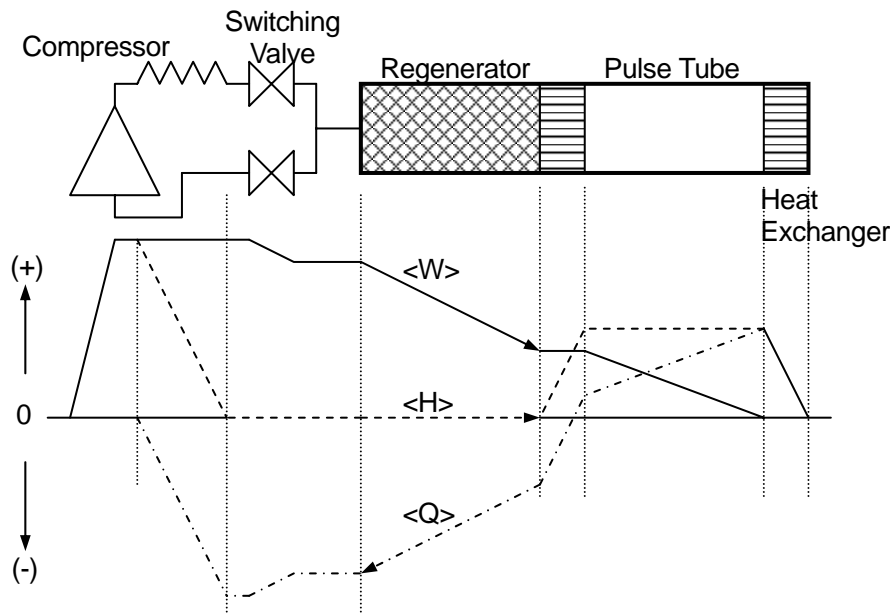 Compressor
Switching
Valve
Regenerator
Pulse Tube
Heat
Exchanger
(+)
<W>
0
<H>
<Q>
(-)